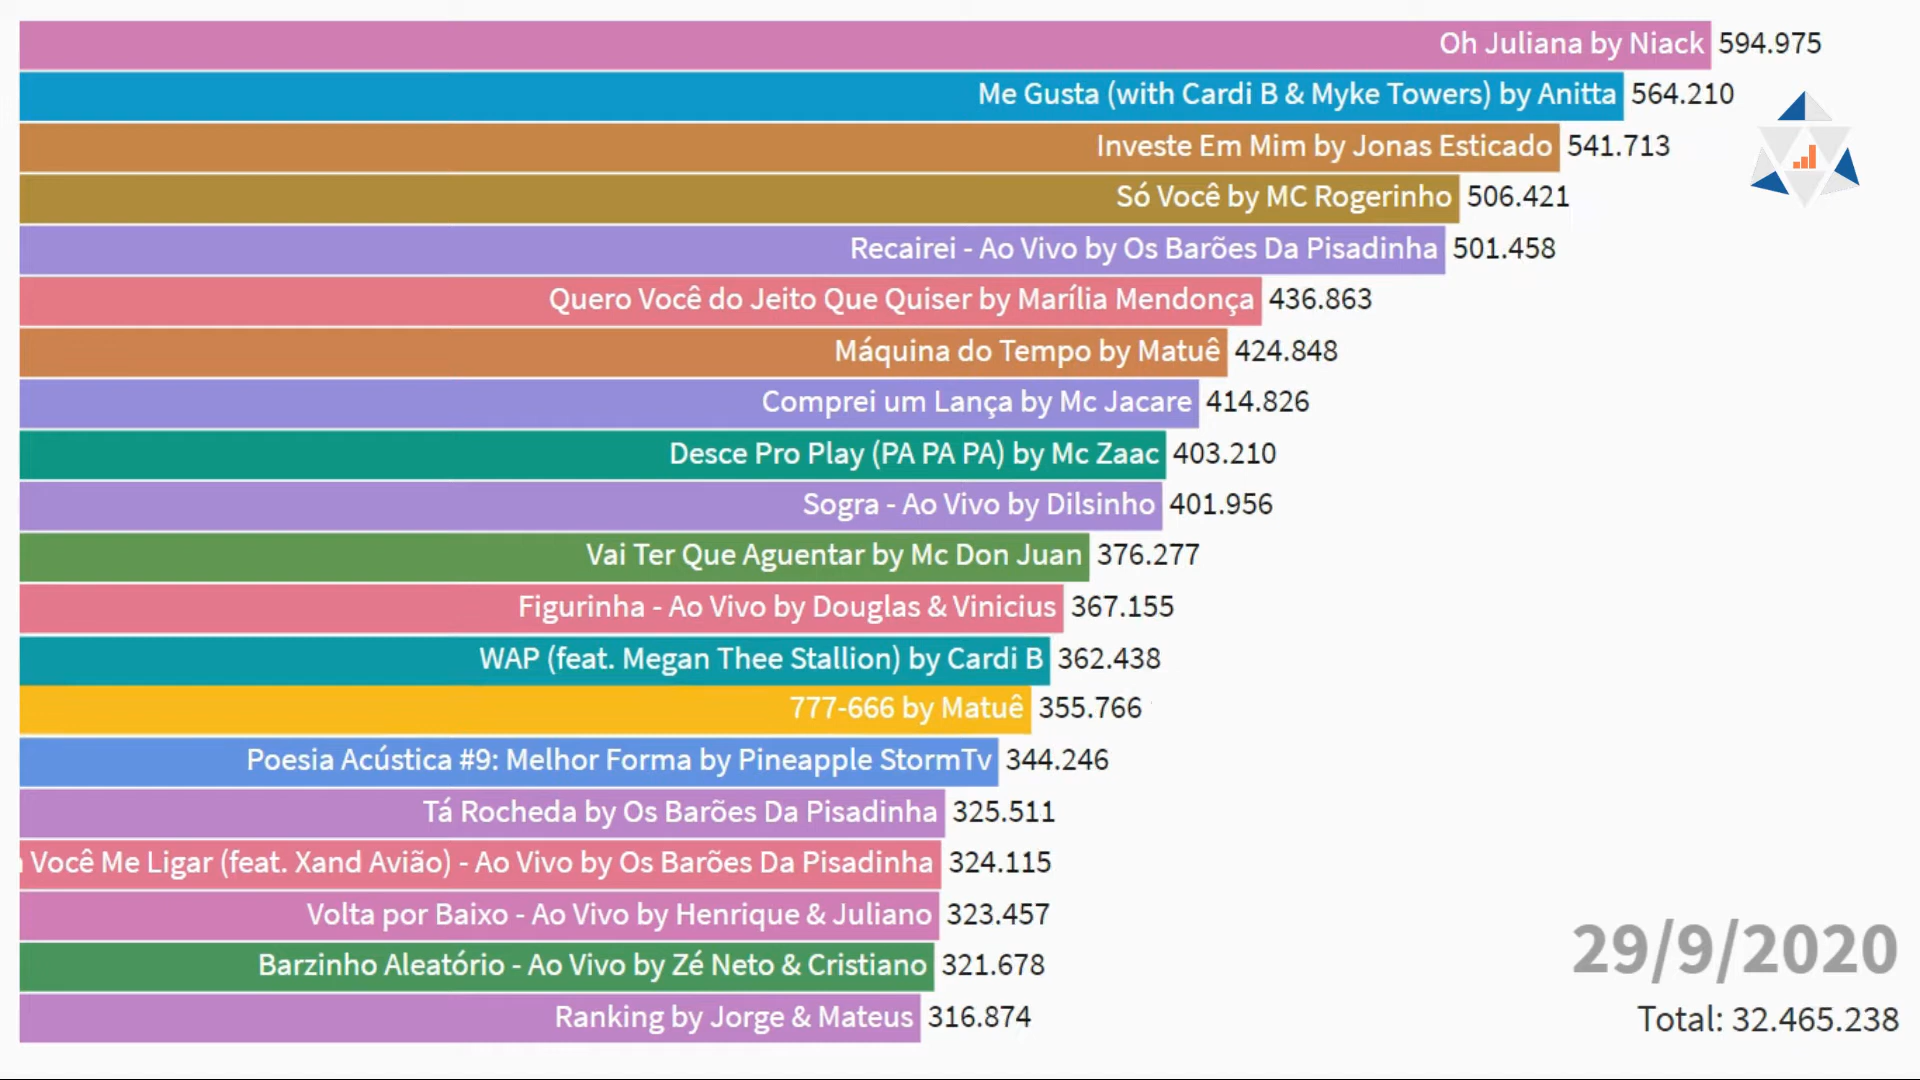 Oh Juliana by Niack 594.975
Me Gusta (with Cardi B & Myke Towers) by Anitta 564.210
Investe Em Mim by Jonas Esticado 541.713
Só Você by MC Rogerinho 506.421
Recairei - Ao Vivo by Os Barões Da Pisadinha 501.458
Quero Você do Jeito Que Quiser by Marília Mendonça 436.863
Máquina do Tempo by Matuê 424.848
Comprei um Lança by Mc Jacare 414.826
Desce Pro Play (PA PA PA) by Mc Zaac 403.210
Sogra - Ao Vivo by Dilsinho 401.956
Vai Ter Que Aguentar by Mc Don Juan 376.277
Figurinha - Ao Vivo by Douglas & Vinicius 367.155
WAP (feat. Megan Thee Stallion) by Cardi B 362.438
777-666 by Matuê 355.766
Poesia Acústica #9: Melhor Forma by Pineapple StormTv 344.246
Tá Rocheda by Os Barões Da Pisadinha 325.511
Você Me Ligar (feat. Xand Avião) - Ao Vivo by Os Barões Da Pisadinha 324.115
Volta por Baixo - Ao Vivo by Henrique & Juliano 323.457
Barzinho Aleatório - Ao Vivo by Zé Neto & Cristiano 321.678
Ranking by Jorge & Mateus 316.874
29/9/2020
Total: 32.465.238